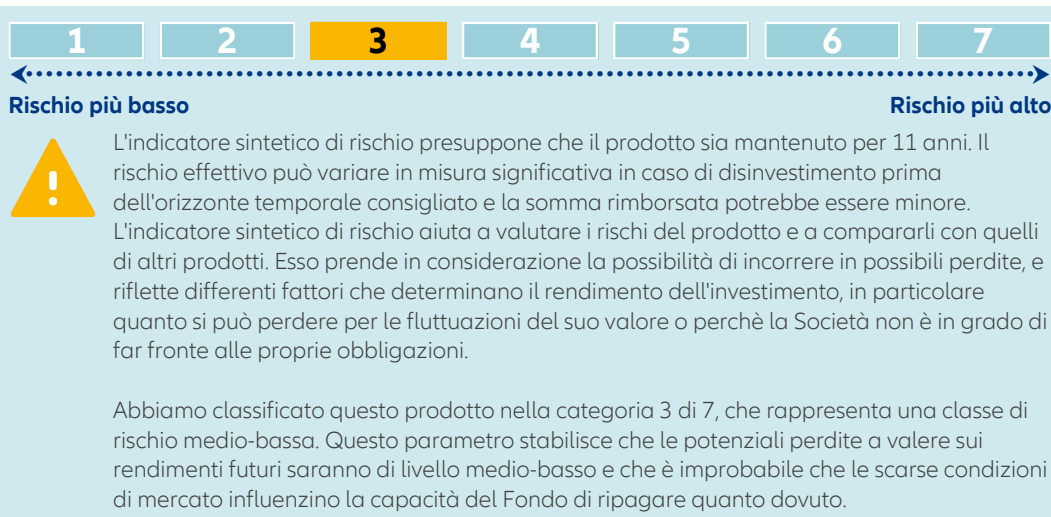 1 2 3 4 5 6 7
Rischio più basso Rischio più alto
L'indicatore sintetico di rischio presuppone che il prodotto sia mantenuto per 11 anni. Il
rischio effettivo può variare in misura significativa in caso di disinvestimento prima
dell'orizzonte temporale consigliato e la somma rimborsata potrebbe essere minore.
L'indicatore sintetico di rischio aiuta a valutare i rischi del prodotto e a compararli con quelli
di altri prodotti. Esso prende in considerazione la possibilità di incorrere in possibili perdite, e
riflette differenti fattori che determinano il rendimento dell'investimento, in particolare
quanto si può perdere per le fluttuazioni del suo valore o perchè la Società non è in grado di
far fronte alle proprie obbligazioni.
Abbiamo classificato questo prodotto nella categoria 3 di 7, che rappresenta una classe di
rischio medio-bassa. Questo parametro stabilisce che le potenziali perdite a valere sui
rendimenti futuri saranno di livello medio-basso e che è improbabile che le scarse condizioni
di mercato influenzino la capacità del Fondo di ripagare quanto dovuto.